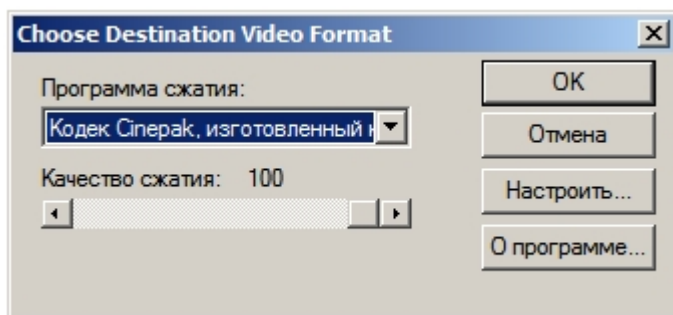 Choose Destination Video Format
Программа сжатия:
Кодек Cinepak, изготовленный
Качество сжатия: 100
OK
Отмена
Настроить...
О программе...